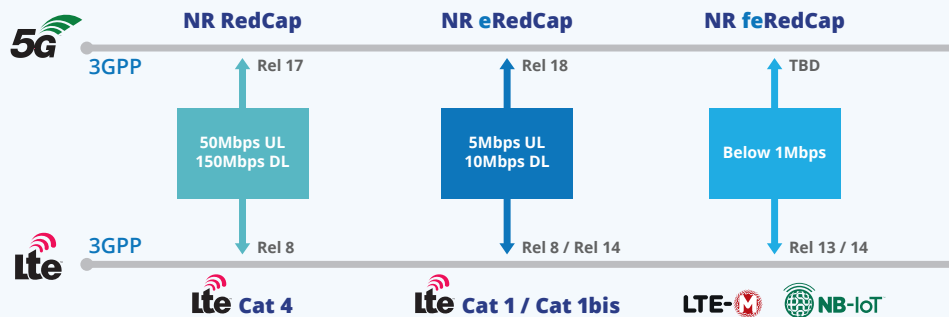 5G
NR RedCap
NR eRedCap
NR feRedCap
3GPP
Rel 17
Rel 18
TBD
50Mbps UL
150Mbps DL
5Mbps UL
10Mbps DL
Below 1Mbps
3GPP
Rel 8
Rel 8 / Rel 14
Rel 13 / 14
Lte
Lte Cat 4
Lte Cat 1 / Cat 1bis
LTE-M
NB-IoT